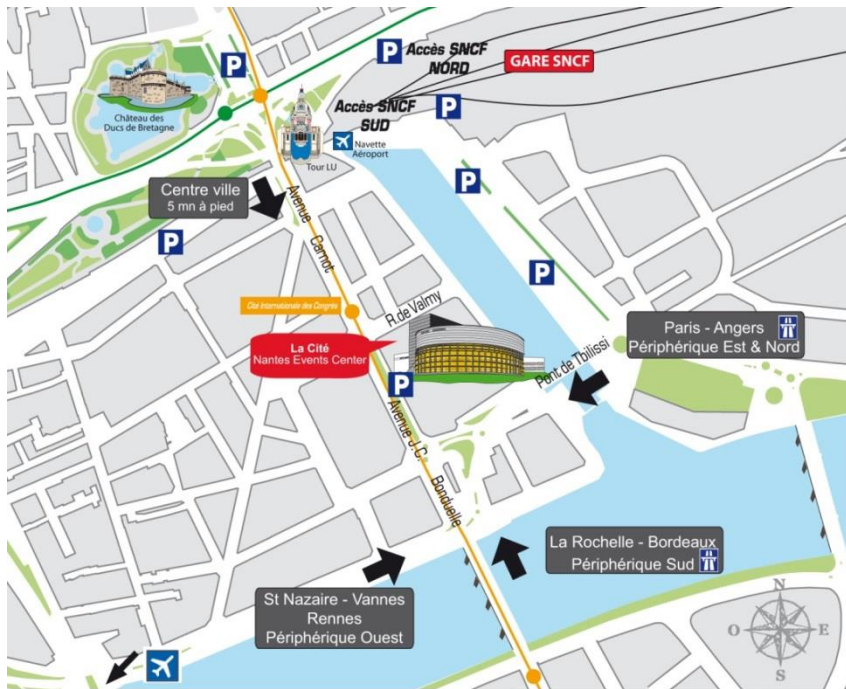 P
P
Accès SNCF
NORD
GARE SNCF
Château des
Ducs de Bretagne
Accès SNCF
SUD
P
Navette
Aéroport
Tour LU
Centre ville
5 mn à pied
P
P
P
Avenue Carnot
Cité Internationale des Congrès
R. de Valmy
La Cité
Nantes Events Center
P
Paris - Angers
Périphérique Est & Nord
Pont de Tbilissi
Avenue J.C. Bonduelle
La Rochelle - Bordeaux
Périphérique Sud
St Nazaire - Vannes
Rennes
Périphérique Ouest
N
O
E
S